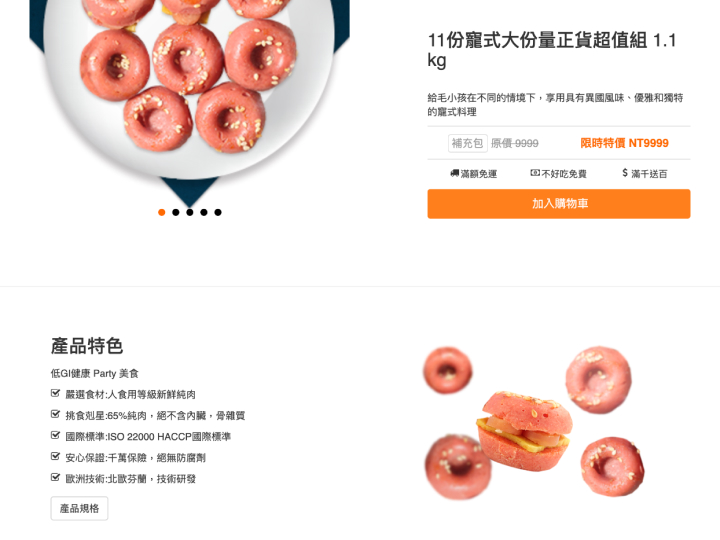 11份寵式大份量正貨超值組 1.1
kg
給毛小孩在不同的情境下，享用具有異國風味、優雅和獨特
的寵式料理
補充包 原價 9999 限時特價 NT9999
滿額免運 不好吃免費 $ 滿千送百
加入購物車
產品特色
低GI健康 Party 美食
嚴選食材:人食用等級新鮮純肉
挑食剋星:65%純肉，絕不含內臟，骨雜質
國際標準:ISO 22000 HACCP國際標準
安心保證:千萬保險，絕無防腐劑
歐洲技術:北歐芬蘭，技術研發
產品規格